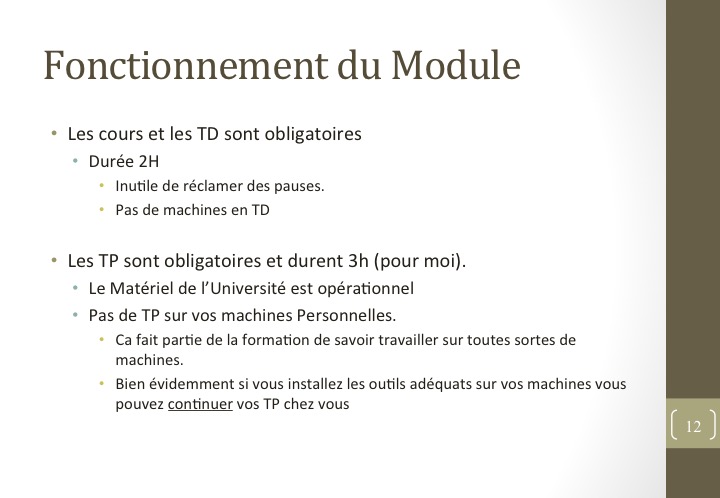 Fonctionnement du Module
• Les cours et les TD sont obligatoires
• Durée 2H
• Inutile de réclamer des pauses.
• Pas de machines en TD
• Les TP sont obligatoires et durent 3h (pour moi).
• Le Matériel de l’Université est opérationnel
• Pas de TP sur vos machines Personnelles.
• Ca fait partie de la formation de savoir travailler sur toutes sortes de
machines.
• Bien évidemment si vous installez les outils adéquats sur vos machines vous
pouvez continuer vos TP chez vous
12